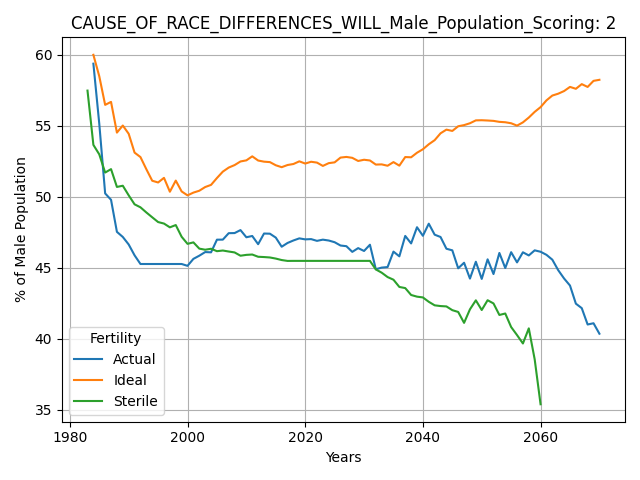 CAUSE_OF_RACE_DIFFERENCES_WILL_Male_Population_Scoring: 2
60
55
50
45
40
35
% of Male Population
Fertility
Actual
Ideal
Sterile
1980
2000
2020
2040
2060
Years